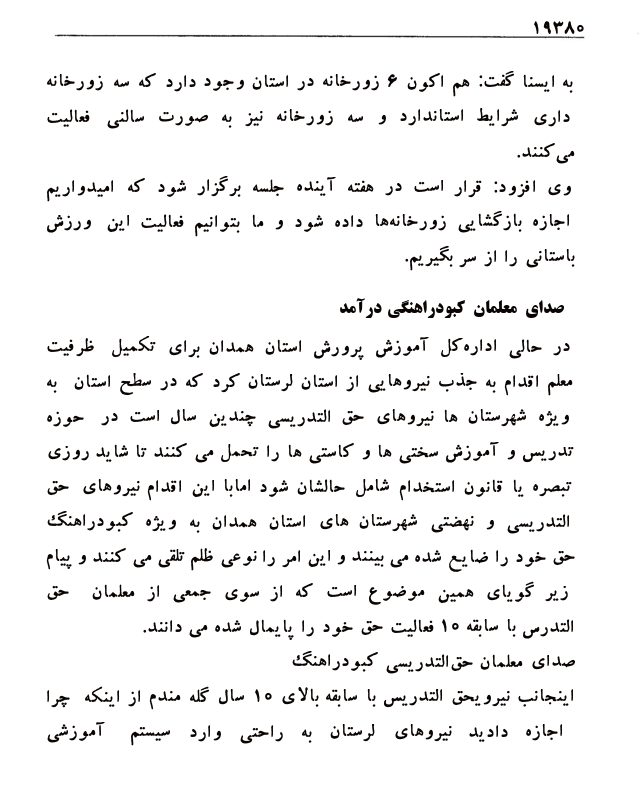 ۱۹۳۸۰
به ایسنا گفت: هم اکنون ۶ زورخانه در استان وجود دارد که سه زورخانه
داری شرایط استاندارد و سه زورخانه نیز به صورت سالنی فعالیت
می‌کنند.
وی افزود: قرار است در هفته آینده جلسه برگزار شود که امیدواریم
اجازه بازگشایی زورخانه‌ها داده شود و ما بتوانیم فعالیت این ورزش
باستانی را از سر بگیریم.
صدای معلمان کبودراهنگی درآمد
در حالی اداره‌کل آموزش پرورش استان همدان برای تکمیل ظرفیت
معلم اقدام به جذب نیروهایی از استان لرستان کرد که در سطح استان به
ویژه شهرستان ها نیروهای حق التدریسی چندین سال است در حوزه
تدریس و آموزش سختی ها و کاستی ها را تحمل می کنند تا شاید روزی
تبصره یا قانون استخدام شامل حالشان شود امابا این اقدام نیروهای حق
التدریسی و نهضتی شهرستان های استان همدان به ویژه کبودراهنگ
حق خود را ضایع شده می بینند و این امر را نوعی ظلم تلقی می کنند و پیام
زیر گویای همین موضوع است که از سوی جمعی از معلمان حق
التدرس با سابقه ۱۰ فعالیت حق خود را پایمال شده می دانند.
صدای معلمان حق‌التدریسی کبودراهنگ
اینجانب نیرویحق التدریس با سابقه بالای ۱۰ سال گله مندم از اینکه چرا
اجازه دادید نیروهای لرستان به راحتی وارد سیستم آموزشی